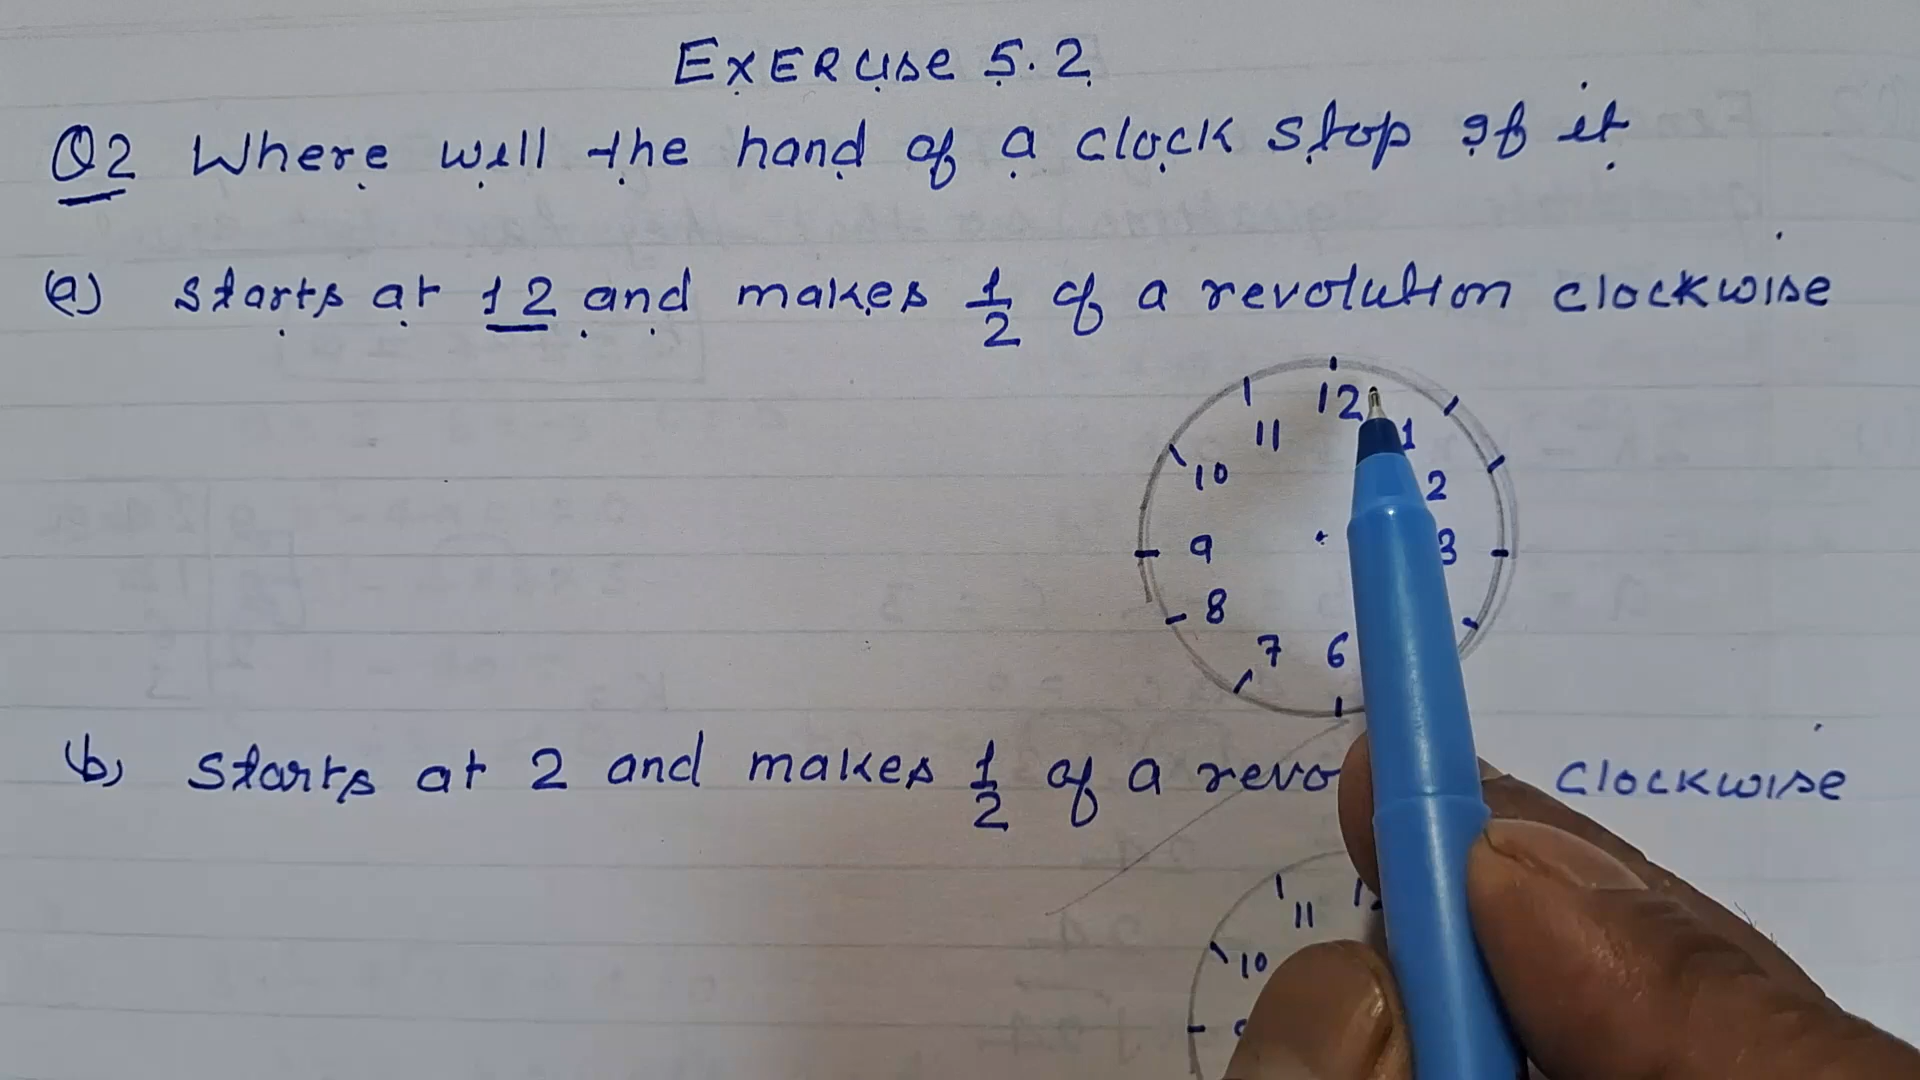 Exercise 5.2
Q2 Where will the hand of a clock stop if it
(a) starts at 12 and makes 1/2 of a revolution clockwise
12
11 1
10 2
9 3
8
7 6
(b) starts at 2 and makes 1/2 of a revo clockwise
11
10